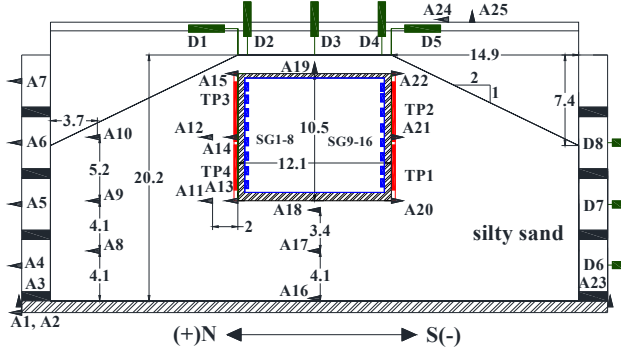 A24 A25
D1 D2 D3 D4 D5
14.9
A7 A15 A19 A22
TP3 2
1 7.4
TP2
3.7 10.5
A6 A10 A12 SG1-8 SG9-16 A21 D8
A14
5.2 12.1
20.2 TP4 TP1
A13
A5 A9 A11 A18 A20 D7
2 3.4 silty sand
4.1
A8 A17
A4 D6
4.1 4.1
A3 A16 A23
A1, A2
(+)N S(-)